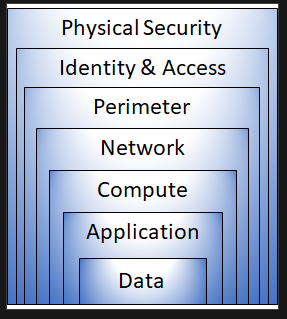 Physical Security
Identity & Access
Perimeter
Network
Compute
Application
Data